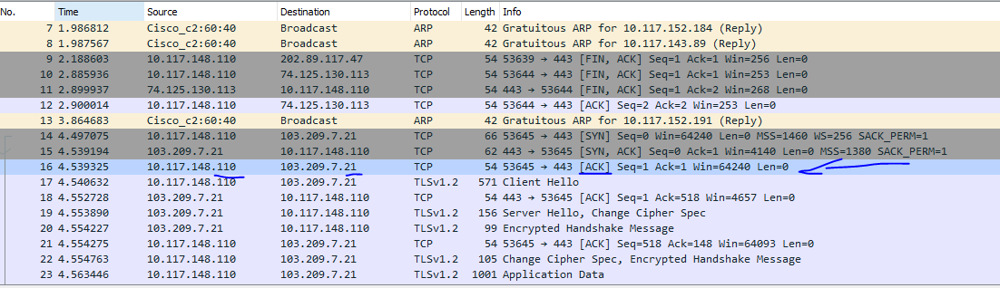 No. Time Source Destination Protocol Length Info
7 1.986812 Cisco_c2:60:40 Broadcast ARP 42 Gratuitous ARP for 10.117.152.184 (Reply)
8 1.987567 Cisco_c2:60:40 Broadcast ARP 42 Gratuitous ARP for 10.117.143.89 (Reply)
9 2.188603 10.117.148.110 202.89.117.47 TCP 54 53639 → 443 [FIN, ACK] Seq=1 Ack=1 Win=256 Len=0
10 2.885936 10.117.148.110 74.125.130.113 TCP 54 53644 → 443 [FIN, ACK] Seq=1 Ack=1 Win=253 Len=0
11 2.899937 74.125.130.113 10.117.148.110 TCP 54 443 → 53644 [FIN, ACK] Seq=1 Ack=2 Win=268 Len=0
12 2.900014 10.117.148.110 74.125.130.113 TCP 54 53644 → 443 [ACK] Seq=2 Ack=2 Win=253 Len=0
13 3.864683 Cisco_c2:60:40 Broadcast ARP 42 Gratuitous ARP for 10.117.152.191 (Reply)
14 4.497075 10.117.148.110 103.209.7.21 TCP 66 53645 → 443 [SYN] Seq=0 Win=64240 Len=0 MSS=1460 WS=256 SACK_PERM=1
15 4.539194 103.209.7.21 10.117.148.110 TCP 62 443 → 53645 [SYN, ACK] Seq=0 Ack=1 Win=4140 Len=0 MSS=1380 SACK_PERM=1
16 4.539325 10.117.148.110 103.209.7.21 TCP 54 53645 → 443 [ACK] Seq=1 Ack=1 Win=64240 Len=0
17 4.540632 10.117.148.110 103.209.7.21 TLSv1.2 571 Client Hello
18 4.552728 103.209.7.21 10.117.148.110 TCP 54 443 → 53645 [ACK] Seq=1 Ack=518 Win=4657 Len=0
19 4.553890 103.209.7.21 10.117.148.110 TLSv1.2 156 Server Hello, Change Cipher Spec
20 4.554227 103.209.7.21 10.117.148.110 TLSv1.2 99 Encrypted Handshake Message
21 4.554275 10.117.148.110 103.209.7.21 TCP 54 53645 → 443 [ACK] Seq=518 Ack=148 Win=64093 Len=0
22 4.554763 10.117.148.110 103.209.7.21 TLSv1.2 105 Change Cipher Spec, Encrypted Handshake Message
23 4.563446 10.117.148.110 103.209.7.21 TLSv1.2 1001 Application Data